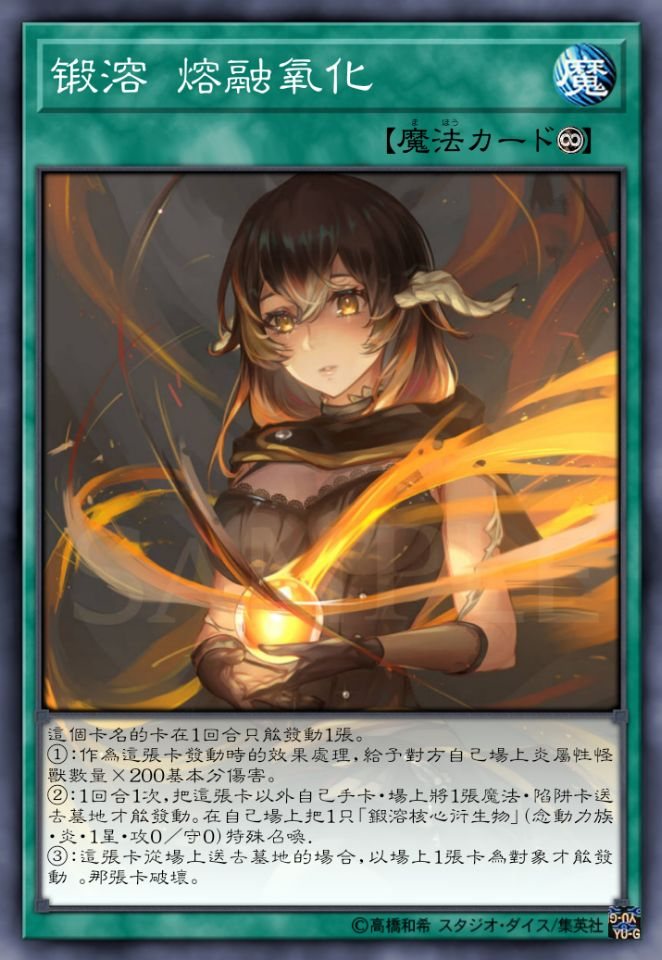 锻溶 熔融氧化
魔
【魔法カード】
ま ほう
SAMPLE
這個卡名的卡在1回合只能發動1張。
①:作為這張卡發動時的效果處理,給予對方自己場上炎屬性怪
獸數量×200基本分傷害。
②:1回合1次,把這張卡以外自己手卡・場上將1張魔法・陷阱卡送
去墓地才能發動。在自己場上把1只「鍛溶核心衍生物」(念動力族
・炎・1星・攻0／守0)特殊召喚.
③:這張卡從場上送去墓地的場合,以場上1張卡為對象才能發
動 。那張卡破壞。
©高橋和希 スタジオ・ダイス/集英社